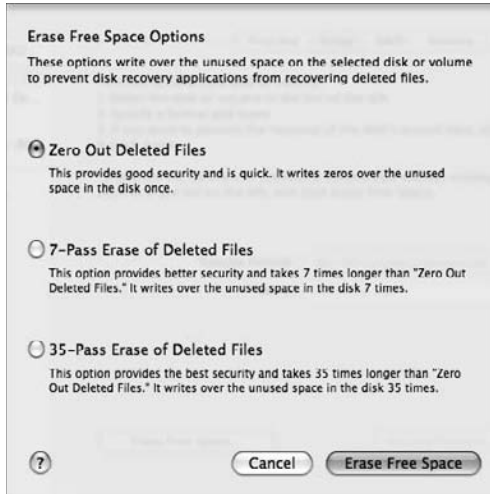 Erase Free Space Options
These options write over the unused space on the selected disk or volume
to prevent disk recovery applications from recovering deleted files.
Zero Out Deleted Files
This provides good security and is quick. It writes zeros over the unused
space in the disk once.
7-Pass Erase of Deleted Files
This option provides better security and takes 7 times longer than "Zero Out
Deleted Files." It writes over the unused space in the disk 7 times.
35-Pass Erase of Deleted Files
This option provides the best security and takes 35 times longer than "Zero
Out Deleted Files." It writes over the unused space in the disk 35 times.
?
Cancel
Erase Free Space